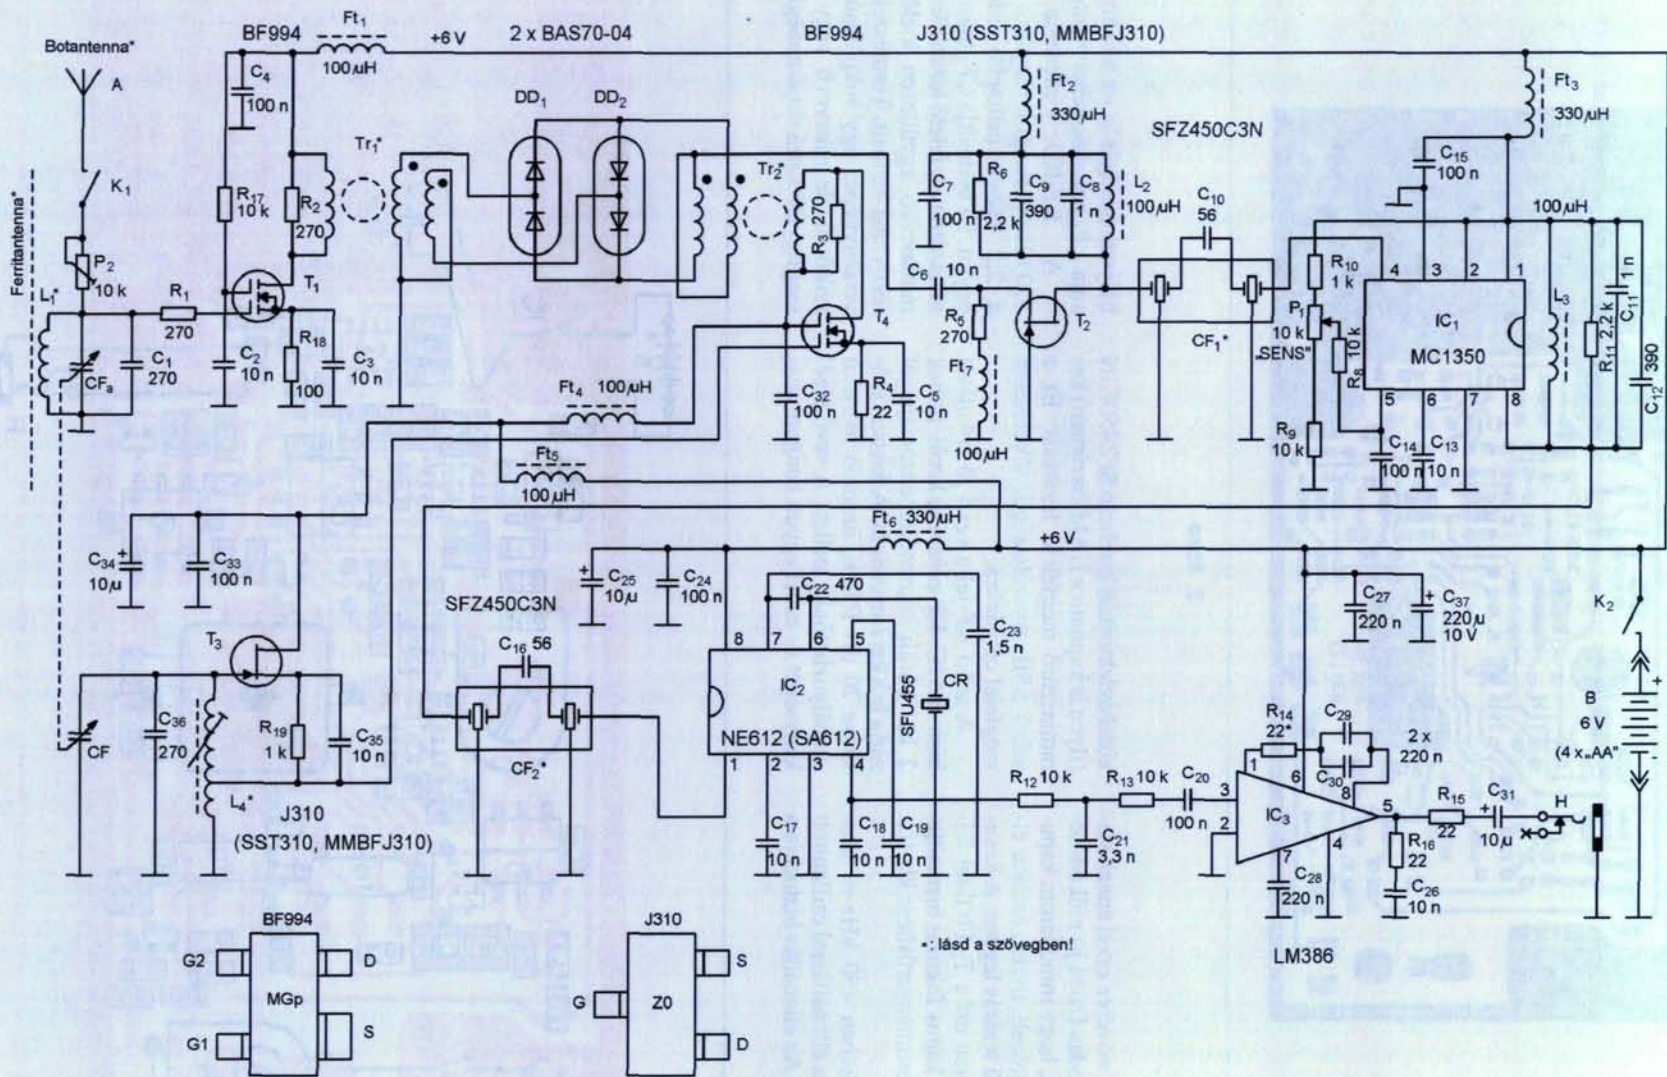 Botantenna*
A
K₁
P₂
10 k
Ferritantenna*
L₁*
CFₐ
C₁
270
R₁
270
BF994
C₄
100 n
Ft₁
100 µH
+6 V
R₁₇
10 k
R₂
270
T₁
C₂
10 n
R₁₈
100
C₃
10 n
Tr₁*
2 x BAS70-04
DD₁
DD₂
Tr₂*
BF994
R₃ 270
T₄
C₃₂
100 n
R₄
22
C₅
10 n
Ft₄
100 µH
Ft₅
100 µH
J310 (SST310, MMBFJ310)
Ft₂
330 µH
C₇
100 n
R₆
2,2 k
C₉
390
C₈
1 n
L₂
100 µH
C₆
10 n
R₅
270
Ft₇
100 µH
T₂
SFZ450C3N
C₁₀
56
CF₁*
Ft₃
330 µH
C₁₅
100 n
R₁₀
1 k
P₁
10 k
„SENS"
R₈
10 k
R₉
10 k
4
3
2
1
IC₁
MC1350
5
6
7
8
C₁₄
100 n
C₁₃
10 n
100 µH
L₃
R₁₁ 2,2 k
C₁₁ 1 n
C₁₂
390
C₃₄
+
10 µ
C₃₃
100 n
T₃
CF
C₃₆
270
R₁₉
1 k
C₃₅
10 n
L₄*
J310
(SST310, MMBFJ310)
SFZ450C3N
C₁₆ 56
CF₂*
+
C₂₅
10 µ
C₂₄
100 n
Ft₆ 330 µH
+6 V
C₂₂ 470
8
7
6
5
IC₂
NE612 (SA612)
1
2
3
4
C₂₃
1,5 n
SFU455
CR
C₁₇
10 n
C₁₈
10 n
C₁₉
10 n
R₁₂ 10 k
R₁₃ 10 k
C₂₁
3,3 n
C₂₀
100 n
C₂₇
220 n
+
C₃₇
220 µ
10 V
K₂
B
6 V
(4 x „AA"
+
-
R₁₄
22*
C₂₉
C₃₀
2 x
220 n
1
6
8
3
2
IC₃
5
7
4
C₂₈
220 n
LM386
R₁₅
22
+
C₃₁
10 µ
H
R₁₆
22
C₂₆
10 n
BF994
G2
D
MGp
G1
S
J310
S
G
Z0
D
*: lásd a szövegben!